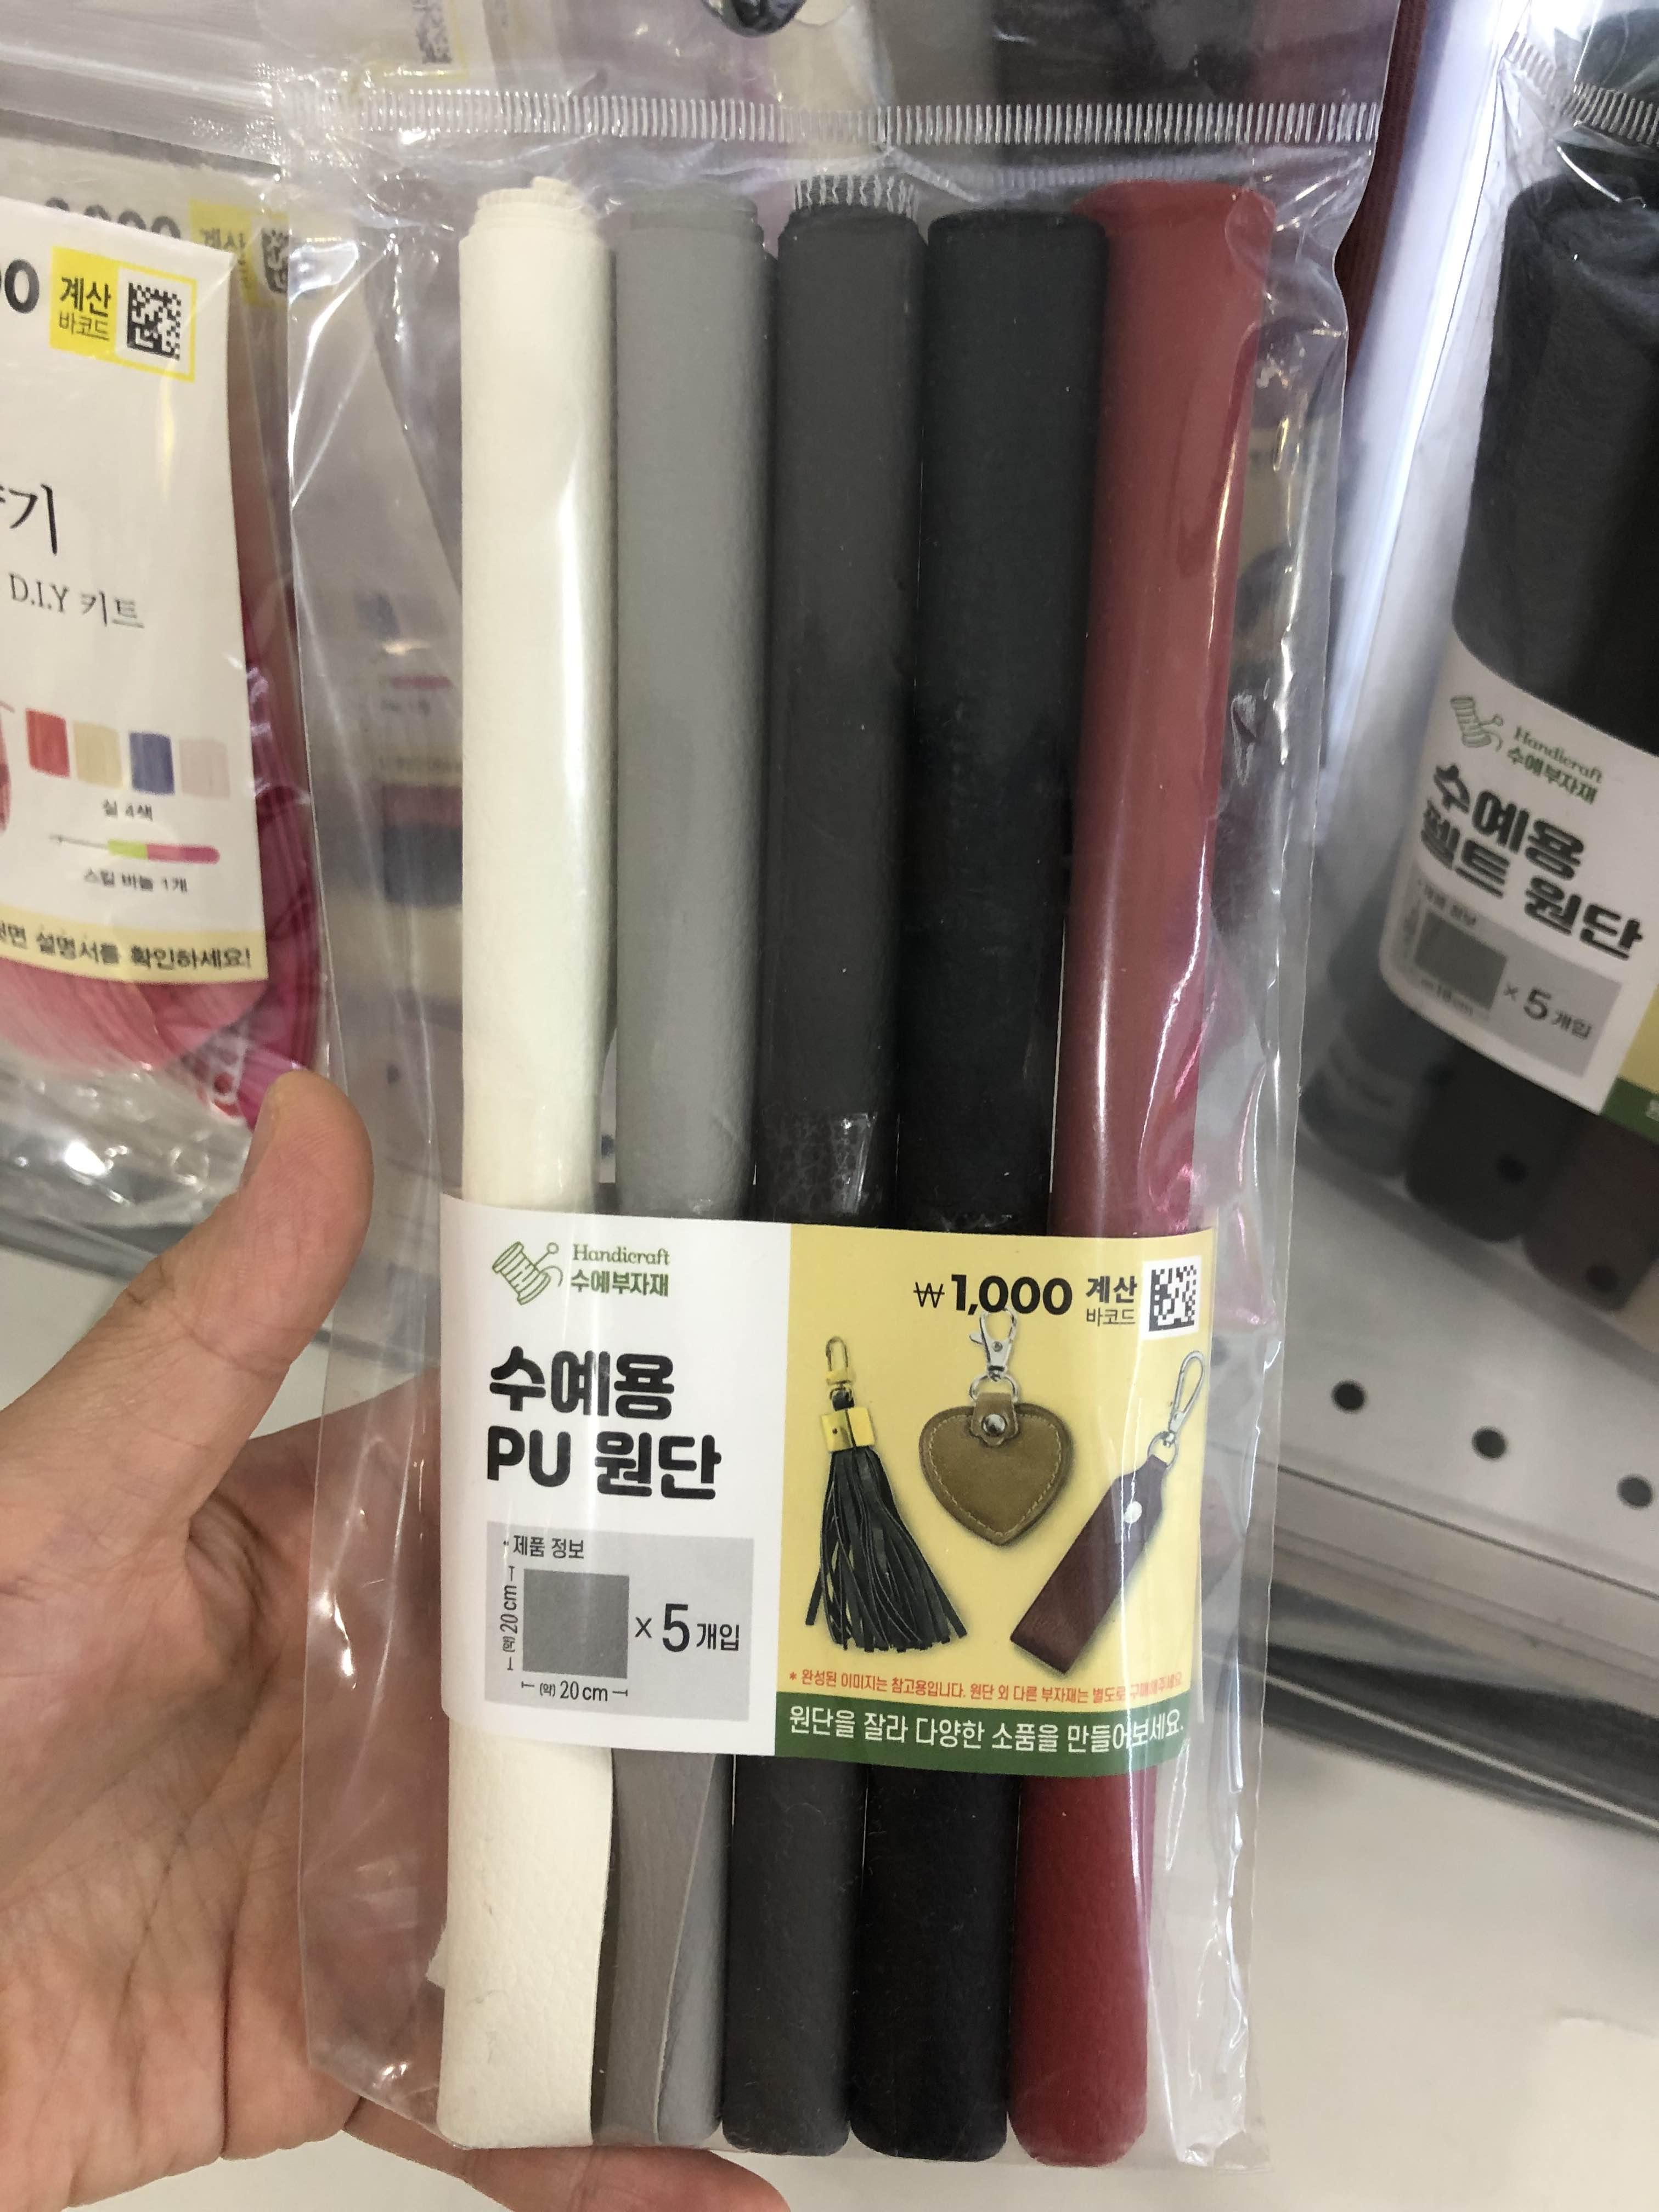 계산
바코드
D.I.Y 키트
실 4색
스킬 바늘 1개
설명서를 확인하세요!
Handicraft
수예부자재
₩1,000 계산
바코드
수예용
PU 원단
• 제품 정보
(약) 20cm
x 5개입
(약) 20cm
* 완성된 이미지는 참고용입니다. 원단 외 다른 부자재는 별도로 구매해주세요.
원단을 잘라 다양한 소품을 만들어보세요.
Handicraft
수예부자재
수예용
펠트 원단
x 5개입